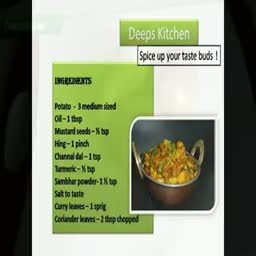 Deeps Kitchen
Spice up your taste buds !
INGREDIENTS
Potato - 3 medium sized
Oil – 1 tbsp
Mustard seeds – ½ tsp
Hing – 1 pinch
Channal dal – 1 tsp
Turmeric – ½ tsp
Sambhar powder- 1 ½ tsp
Salt to taste
Curry leaves – 1 sprig
Coriander leaves – 2 tbsp chopped